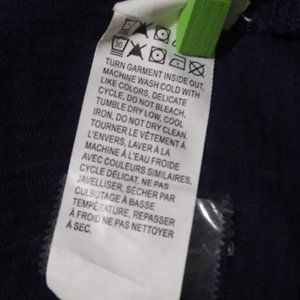 30
TURN GARMENT INSIDE OUT,
MACHINE WASH COLD WITH
LIKE COLORS, DELICATE
CYCLE, DO NOT BLEACH,
TUMBLE DRY LOW, COOL
IRON, DO NOT DRY CLEAN.
TOURNER LE VÊTEMENT À
L'ENVERS, LAVER À LA
MACHINE À L'EAU FROIDE
AVEC COULEURS SIMILAIRES,
CYCLE DÉLICAT, NE PAS
JAVELLISER, SÉCHER PAR
CULBUTAGE À BASSE
TEMPÉRATURE, REPASSER
À FROID NE PAS NETTOYER
À SEC.